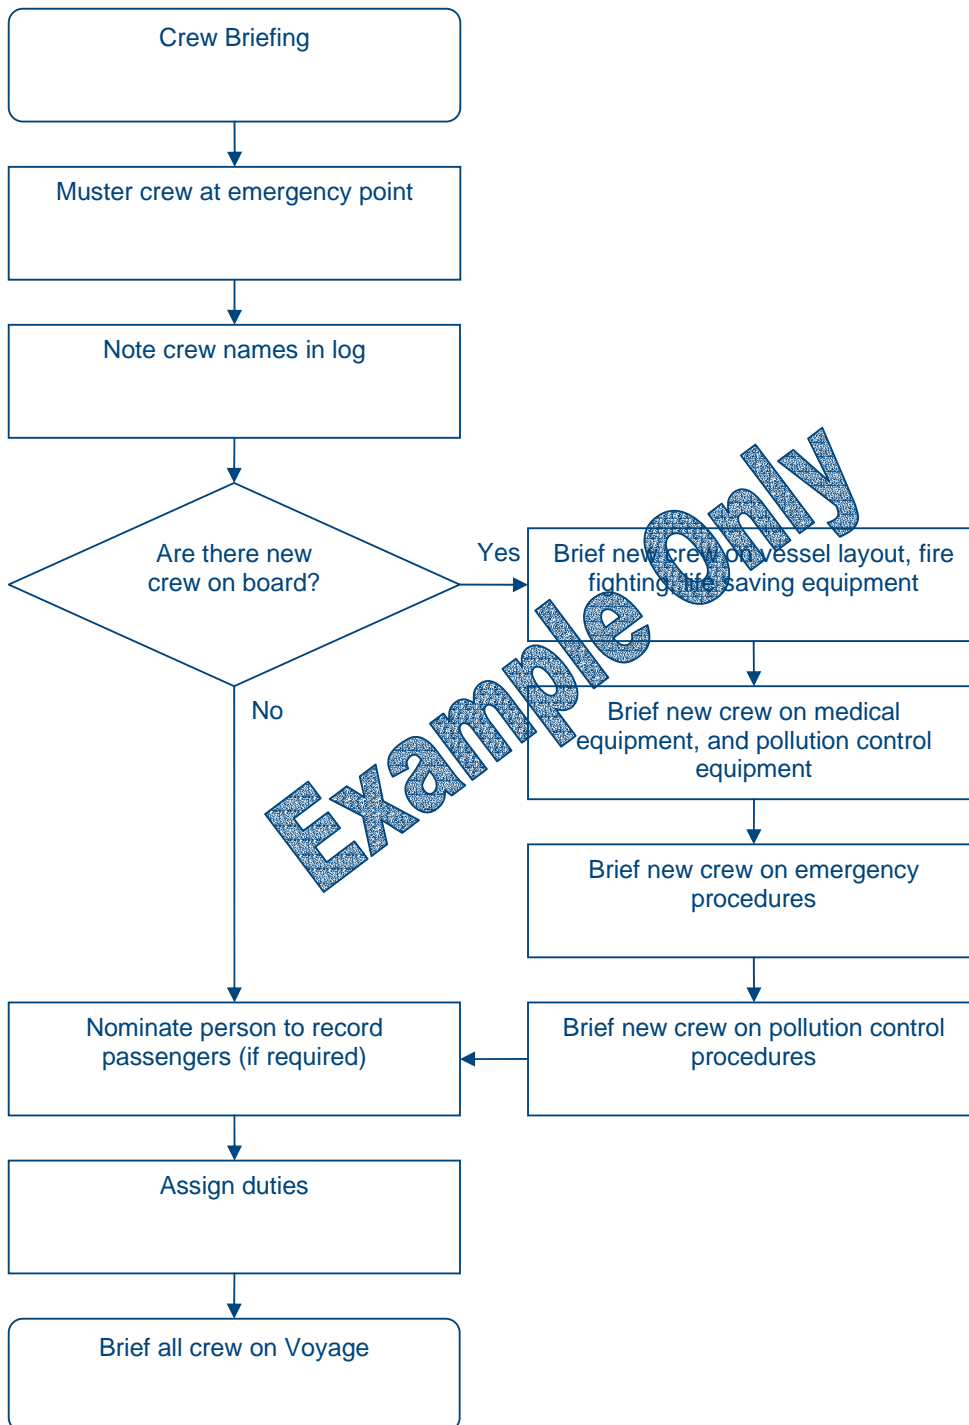 Crew Briefing
Muster crew at emergency point
Note crew names in log
Are there new
crew on board?
Yes
Brief new crew on vessel layout, fire
fighting, life saving equipment
No
Brief new crew on medical
equipment, and pollution control
equipment
Brief new crew on emergency
procedures
Brief new crew on pollution control
procedures
Nominate person to record
passengers (if required)
Assign duties
Brief all crew on Voyage
Example Only